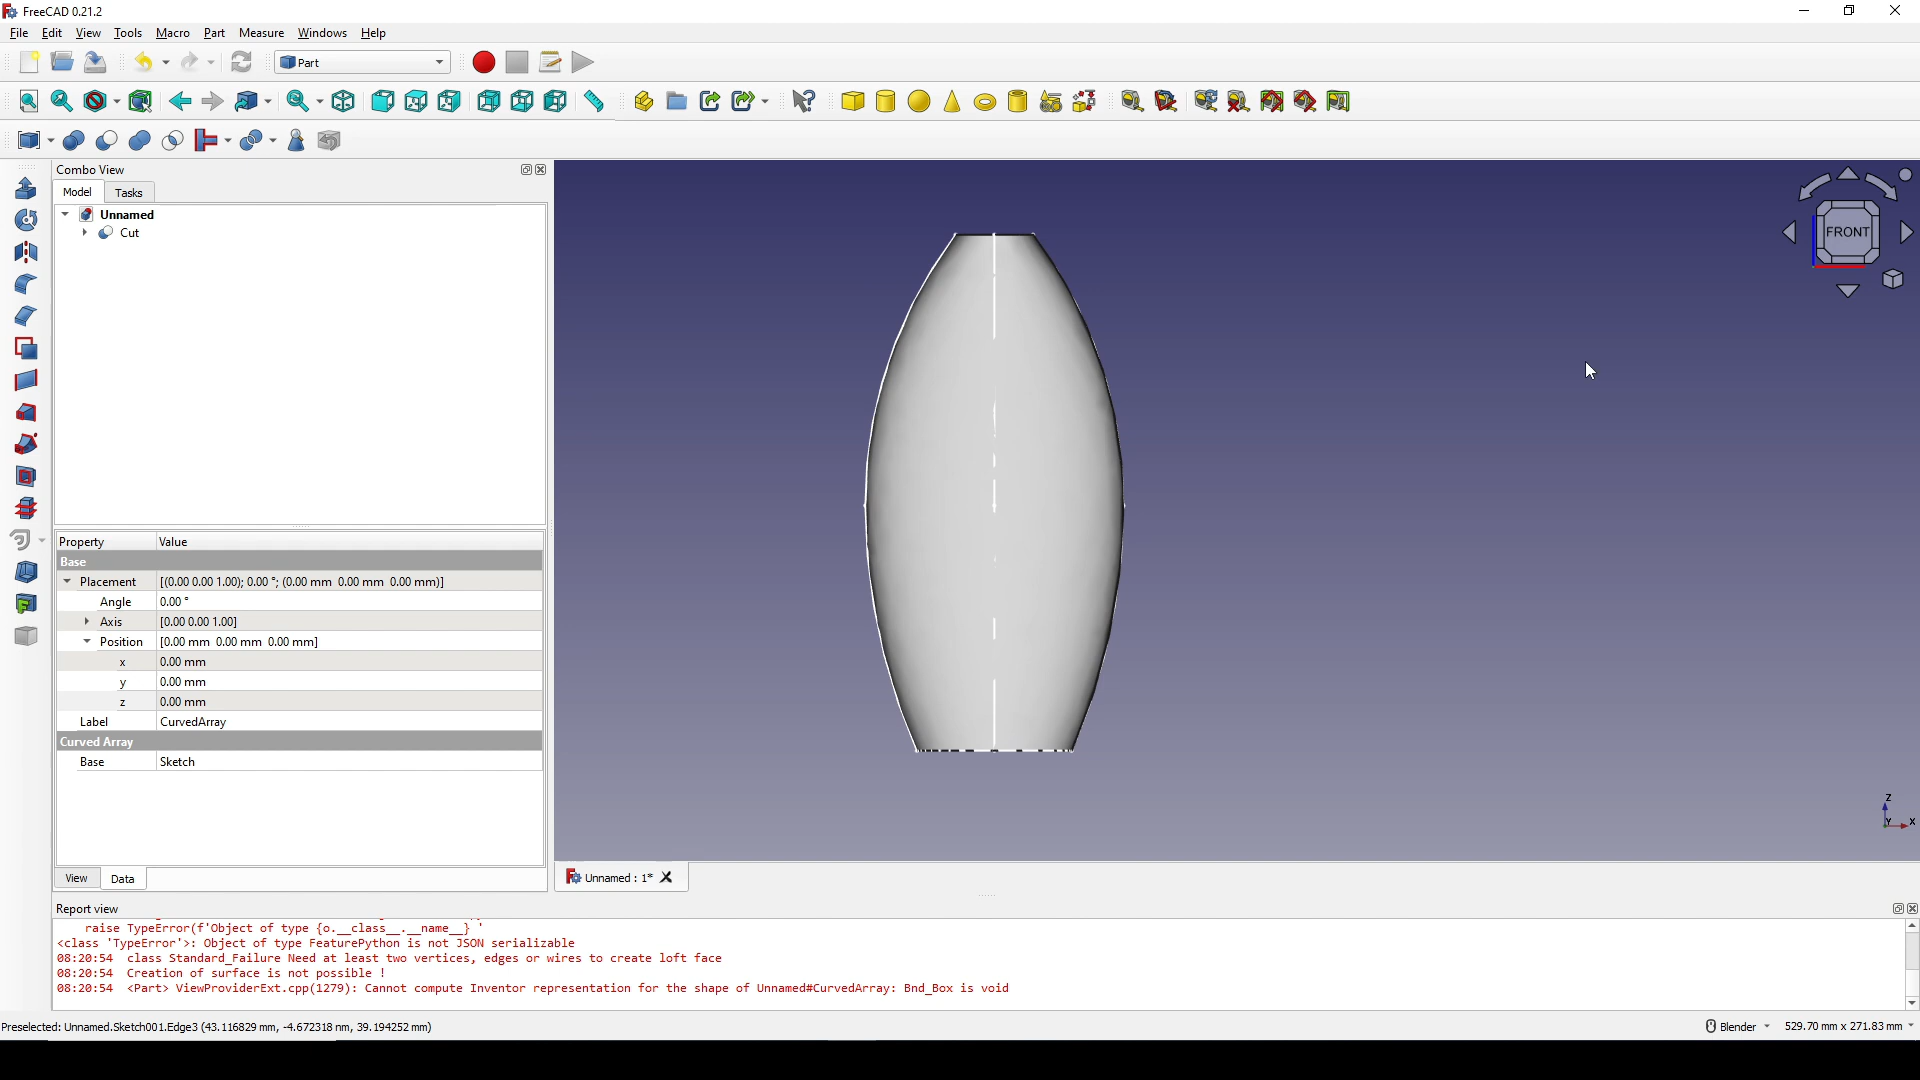 FreeCAD 0.21.2
File Edit View Tools Macro Part Measure Windows Help
Part
Combo View
Model Tasks
Unnamed
Cut
Property Value
Base
Placement [(0.00 0.00 1.00); 0.00 °; (0.00 mm 0.00 mm 0.00 mm)]
Angle 0.00 °
Axis [0.00 0.00 1.00]
Position [0.00 mm 0.00 mm 0.00 mm]
x 0.00 mm
y 0.00 mm
z 0.00 mm
Label CurvedArray
Curved Array
Base Sketch
View Data
FRONT
Z
Y X
Unnamed : 1*
Report view
raise TypeError(f'Object of type {o.__class__.__name__} '
<class 'TypeError'>: Object of type FeaturePython is not JSON serializable
08:20:54 class Standard_Failure Need at least two vertices, edges or wires to create loft face
08:20:54 Creation of surface is not possible !
08:20:54 <Part> ViewProviderExt.cpp(1279): Cannot compute Inventor representation for the shape of Unnamed#CurvedArray: Bnd_Box is void
Preselected: Unnamed.Sketch001.Edge3 (43.116829 mm, -4.672318 nm, 39.194252 mm)
Blender 529.70 mm x 271.83 mm